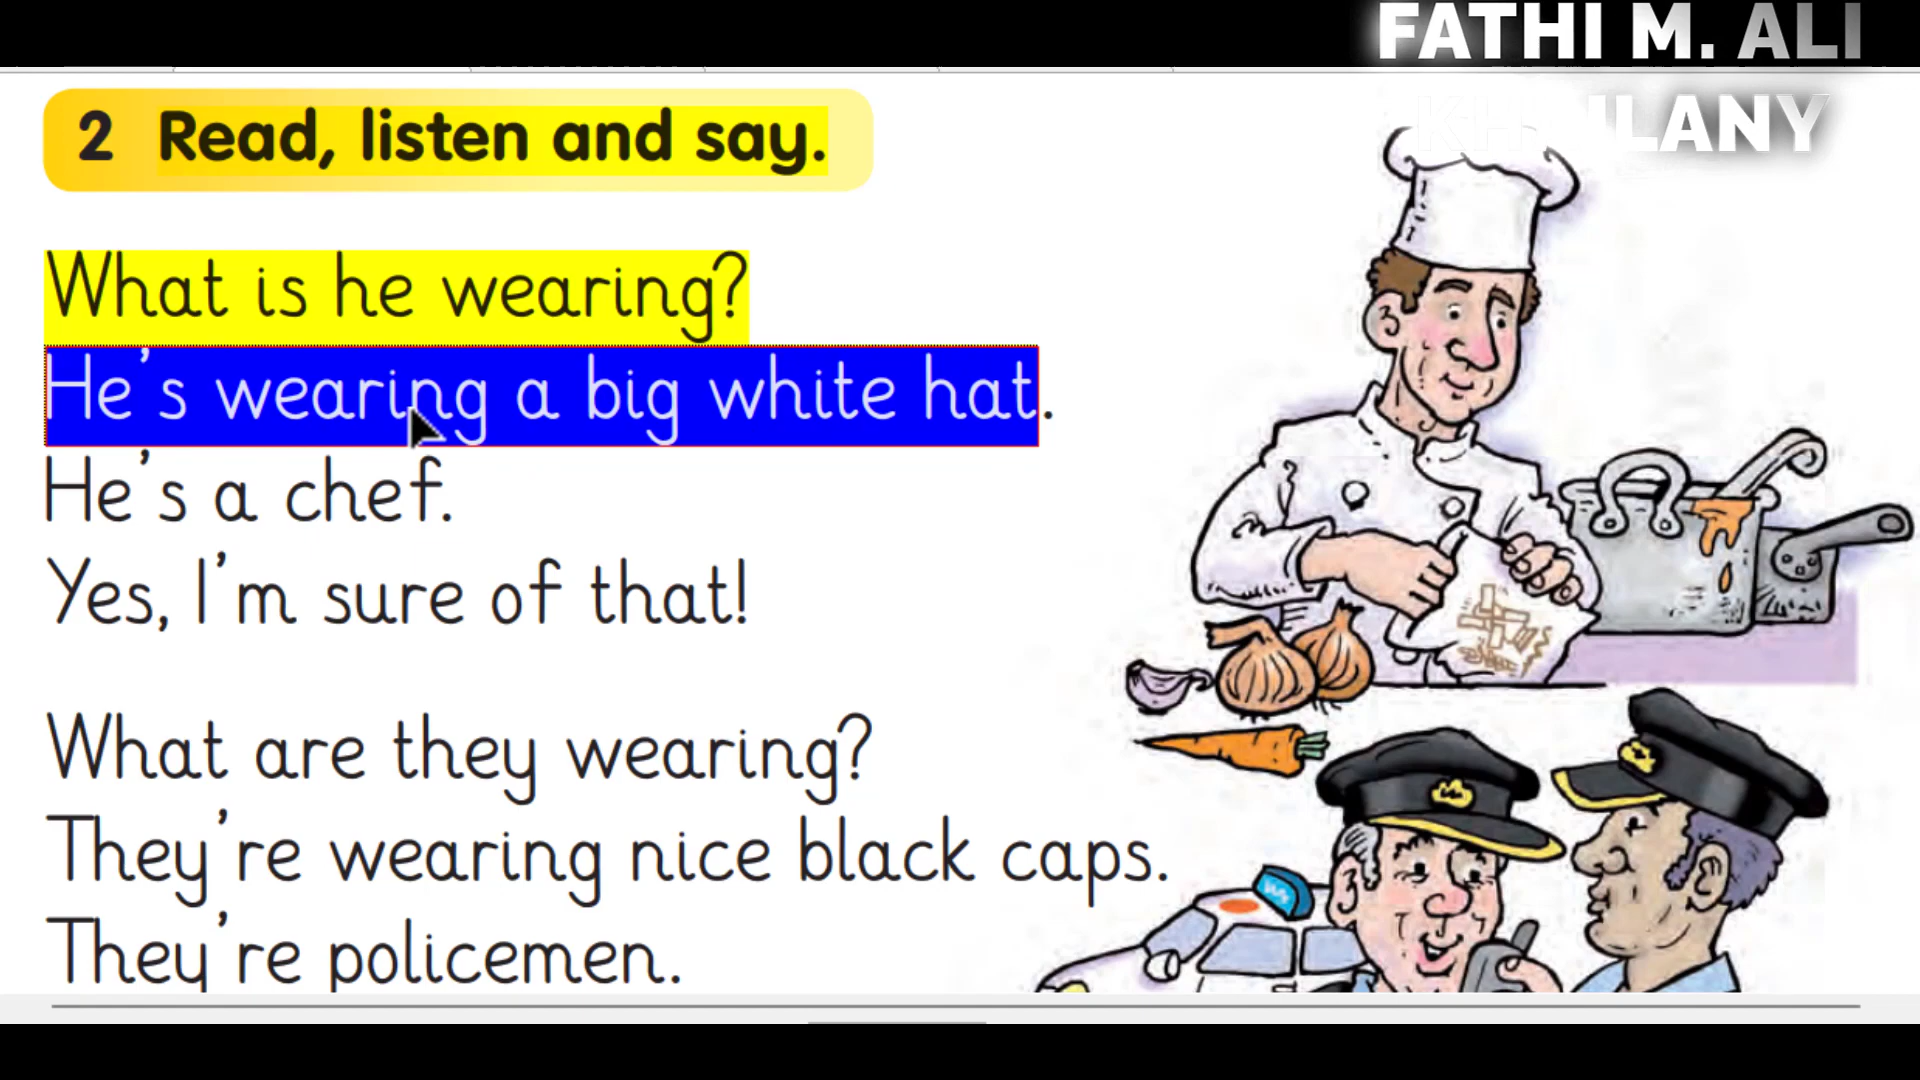 FATHI M. ALI
LANY
2 Read, listen and say.
What is he wearing?
He's wearing a big white hat.
He's a chef.
Yes, I'm sure of that!
What are they wearing?
They're wearing nice black caps.
They're policemen.